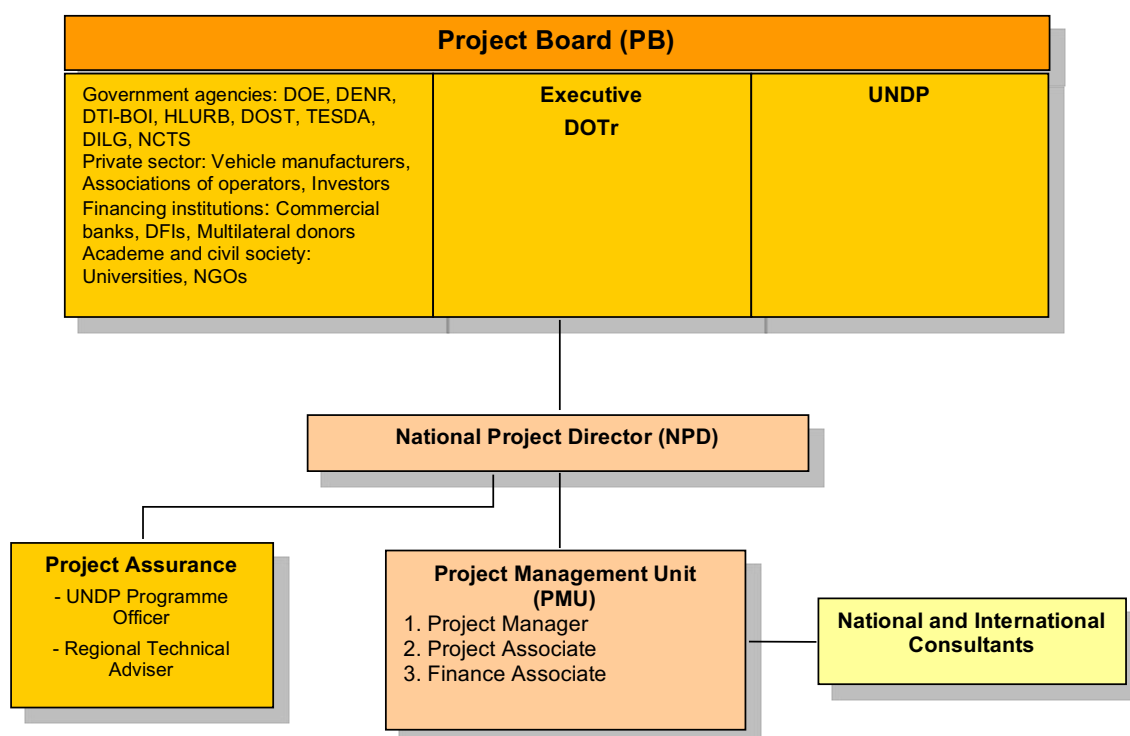 Project Board (PB)
Government agencies: DOE, DENR,
DTI-BOI, HLURB, DOST, TESDA,
DILG, NCTS
Private sector: Vehicle manufacturers,
Associations of operators, Investors
Financing institutions: Commercial
banks, DFIs, Multilateral donors
Academe and civil society:
Universities, NGOs
Executive
DOTr
UNDP
National Project Director (NPD)
Project Assurance
- UNDP Programme
Officer
- Regional Technical
Adviser
Project Management Unit
(PMU)
1. Project Manager
2. Project Associate
3. Finance Associate
National and International
Consultants